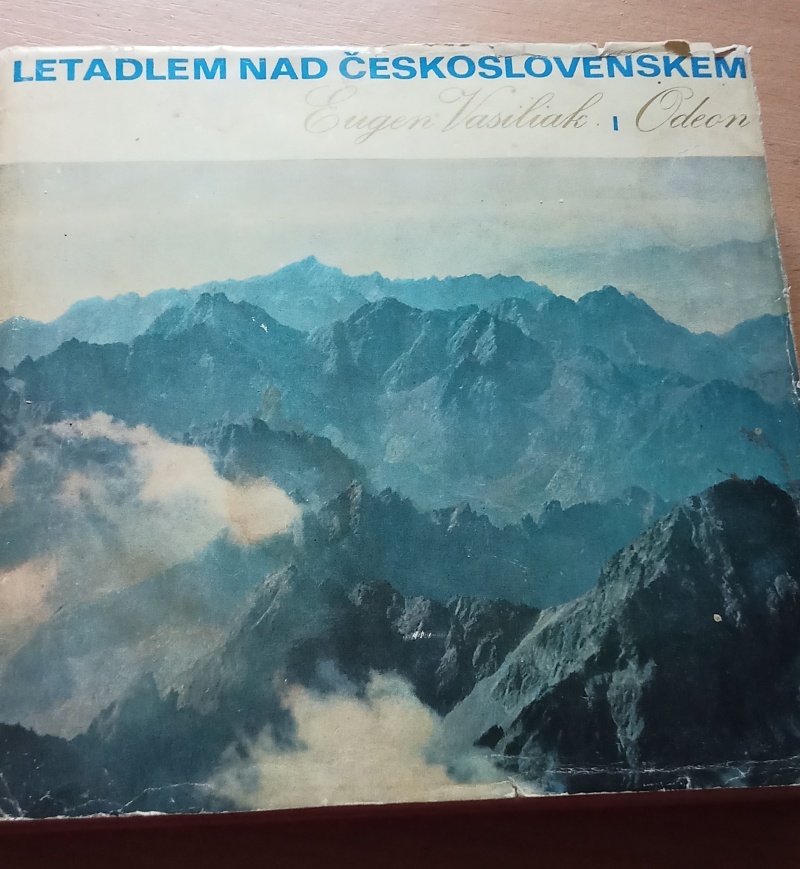 LETADLEM NAD ČESKOSLOVENSKEM
Eugen Vasiliak. I Odeon